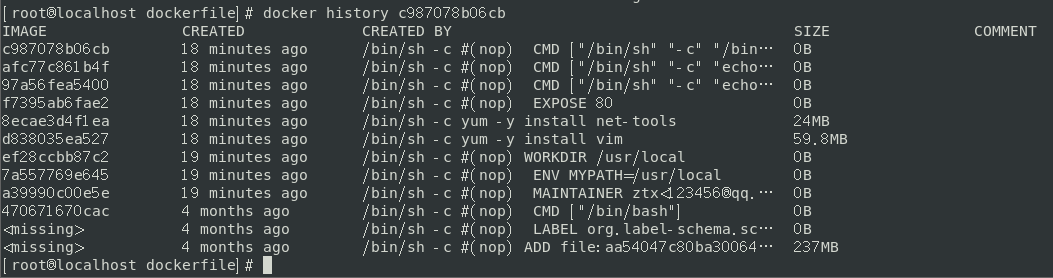 [root@localhost dockerfile]# docker history c987078b06cb
IMAGE CREATED CREATED BY SIZE COMMENT
c987078b06cb 18 minutes ago /bin/sh -c #(nop) CMD ["/bin/sh" "-c" "/bin… 0B
afc77c861b4f 18 minutes ago /bin/sh -c #(nop) CMD ["/bin/sh" "-c" "echo… 0B
97a56fea5400 18 minutes ago /bin/sh -c #(nop) CMD ["/bin/sh" "-c" "echo… 0B
f7395ab6fae2 18 minutes ago /bin/sh -c #(nop) EXPOSE 80 0B
8ecae3d4f1ea 18 minutes ago /bin/sh -c yum -y install net-tools 24MB
d838035ea527 18 minutes ago /bin/sh -c yum -y install vim 59.8MB
ef28ccbb87c2 19 minutes ago /bin/sh -c #(nop) WORKDIR /usr/local 0B
7a557769e645 19 minutes ago /bin/sh -c #(nop) ENV MYPATH=/usr/local 0B
a39990c00e5e 19 minutes ago /bin/sh -c #(nop) MAINTAINER ztx<123456@qq.… 0B
470671670cac 4 months ago /bin/sh -c #(nop) CMD ["/bin/bash"] 0B
<missing> 4 months ago /bin/sh -c #(nop) LABEL org.label-schema.sc… 0B
<missing> 4 months ago /bin/sh -c #(nop) ADD file:aa54047c80ba30064… 237MB
[root@localhost dockerfile]#